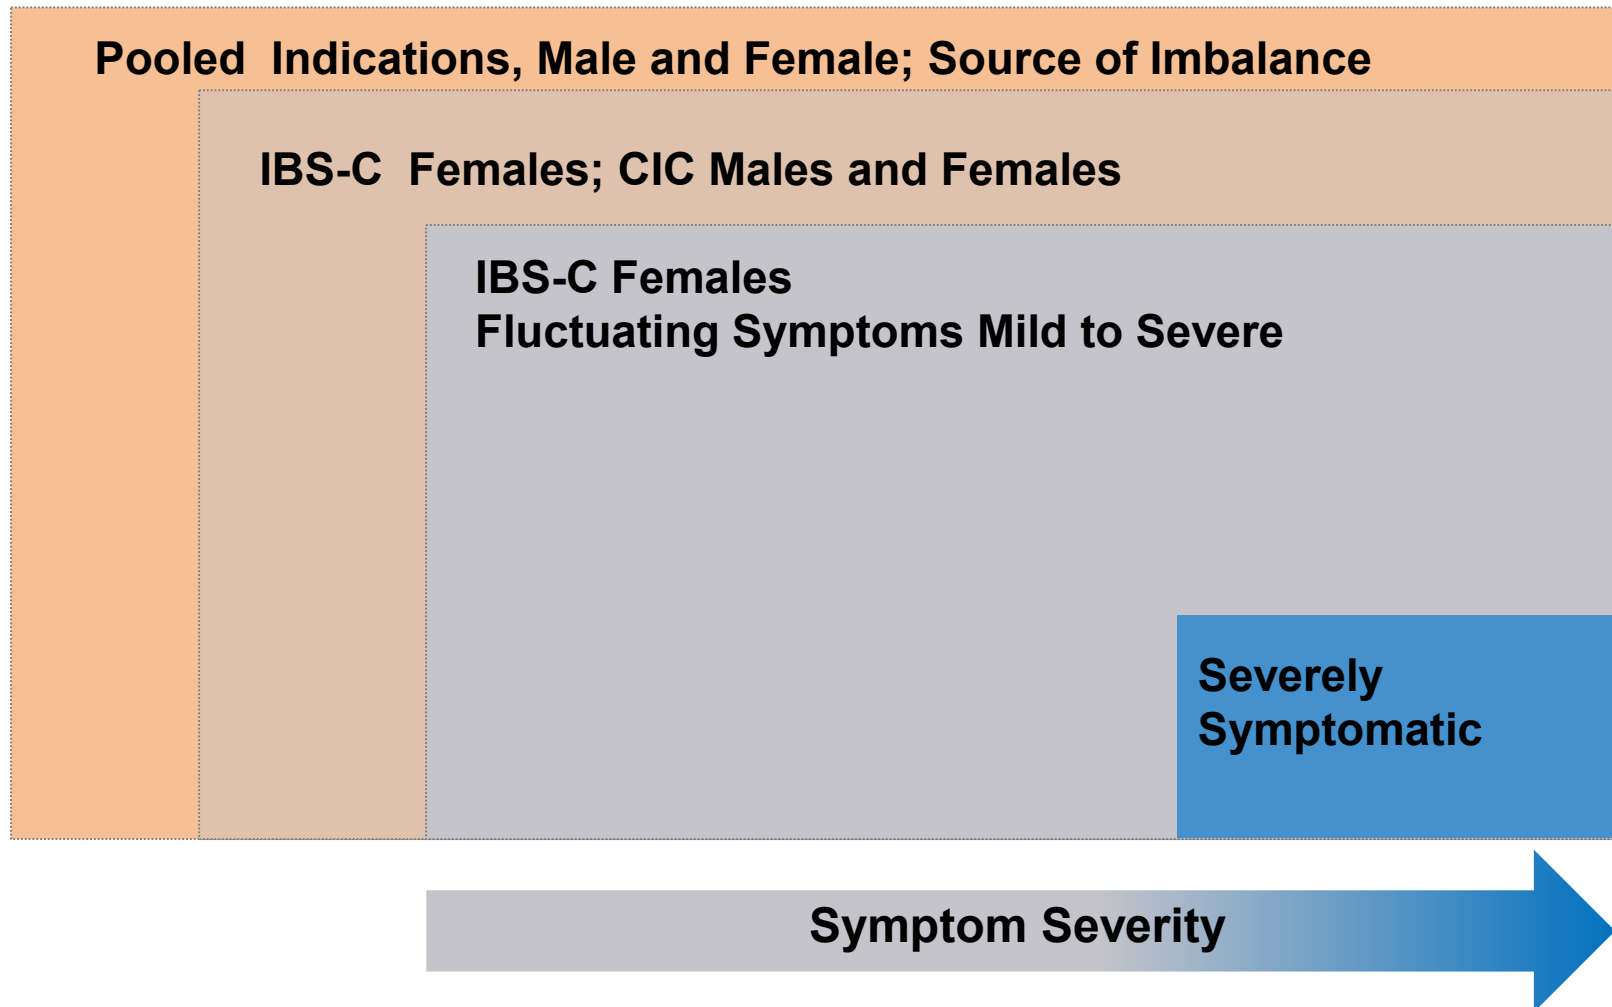 Pooled Indications, Male and Female; Source of Imbalance
IBS-C Females; CIC Males and Females
IBS-C Females
Fluctuating Symptoms Mild to Severe
Severely
Symptomatic
Symptom Severity